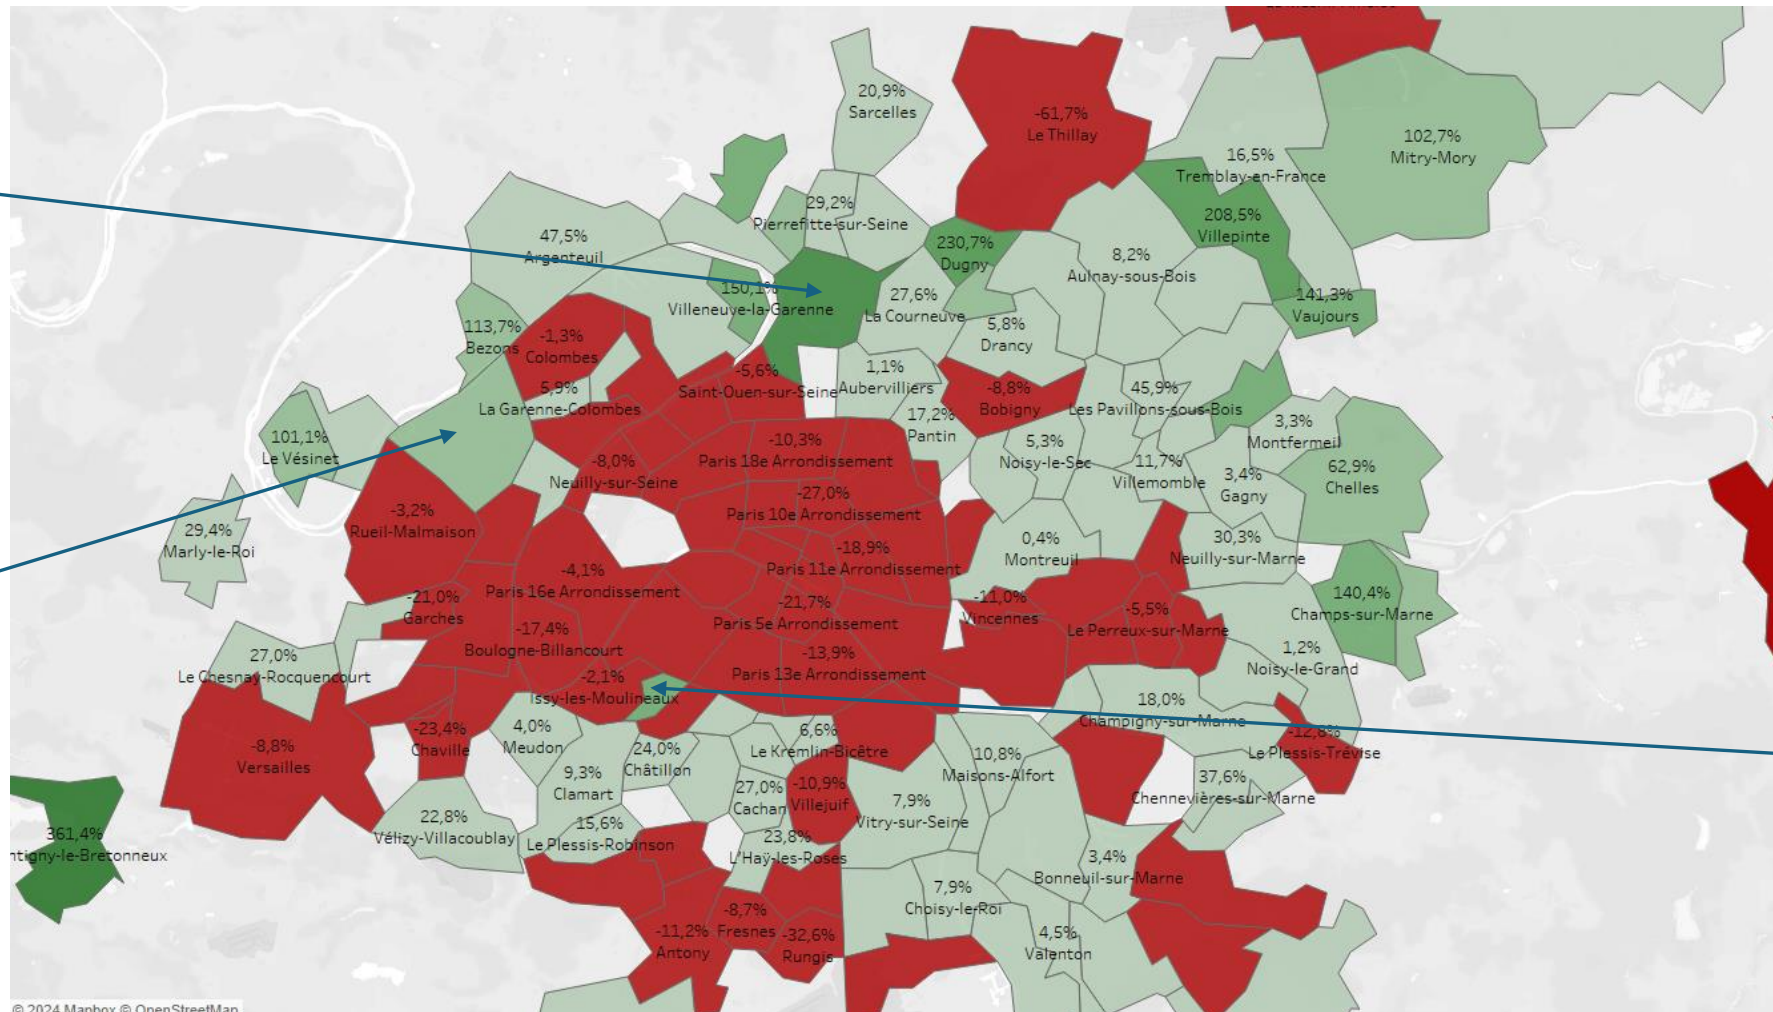 20,9%
Sarcelles
-61,7%
Le Thillay
102,7%
Mitry-Mory
16,5%
Tremblay-en-France
29,2%
Pierrefitte-sur-Seine
208,5%
Villepinte
47,5%
Argenteuil
230,7%
Dugny
8,2%
Aulnay-sous-Bois
150,1%
Villeneuve-la-Garenne
27,6%
La Courneuve
141,3%
Vaujours
113,7%
Bezons
-1,3%
Colombes
5,8%
Drancy
5,9%
La Garenne-Colombes
-5,6%
Saint-Ouen-sur-Seine
1,1%
Aubervilliers
-8,8%
Bobigny
45,9%
Les Pavillons-sous-Bois
17,2%
Pantin
3,3%
Montfermeil
101,1%
Le Vésinet
-8,0%
Neuilly-sur-Seine
-10,3%
Paris 18e Arrondissement
5,3%
Noisy-le-Sec
11,7%
Villemomble
3,4%
Gagny
62,9%
Chelles
-27,0%
Paris 10e Arrondissement
-3,2%
Rueil-Malmaison
29,4%
Marly-le-Roi
0,4%
Montreuil
30,3%
Neuilly-sur-Marne
-18,9%
Paris 11e Arrondissement
-4,1%
Paris 16e Arrondissement
-21,0%
Garches
-21,7%
Paris 5e Arrondissement
-11,0%
Vincennes
-5,5%
Le Perreux-sur-Marne
140,4%
Champs-sur-Marne
-17,4%
Boulogne-Billancourt
27,0%
Le Chesnay-Rocquencourt
-13,9%
Paris 13e Arrondissement
1,2%
Noisy-le-Grand
-2,1%
Issy-les-Moulineaux
18,0%
Champigny-sur-Marne
-23,4%
Chaville
4,0%
Meudon
6,6%
Le Kremlin-Bicêtre
-12,8%
Le Plessis-Trévise
-8,8%
Versailles
24,0%
Châtillon
10,8%
Maisons-Alfort
9,3%
Clamart
27,0%
Cachan
-10,9%
Villejuif
37,6%
Chennevières-sur-Marne
7,9%
Vitry-sur-Seine
22,8%
Vélizy-Villacoublay
15,6%
Le Plessis-Robinson
361,4%
ntigny-le-Bretonneux
23,8%
L'Haÿ-les-Roses
3,4%
Bonneuil-sur-Marne
7,9%
Choisy-le-Roi
-8,7%
Fresnes
-11,2%
Antony
-32,6%
Rungis
4,5%
Valenton
© 2024 Mapbox © OpenStreetMap